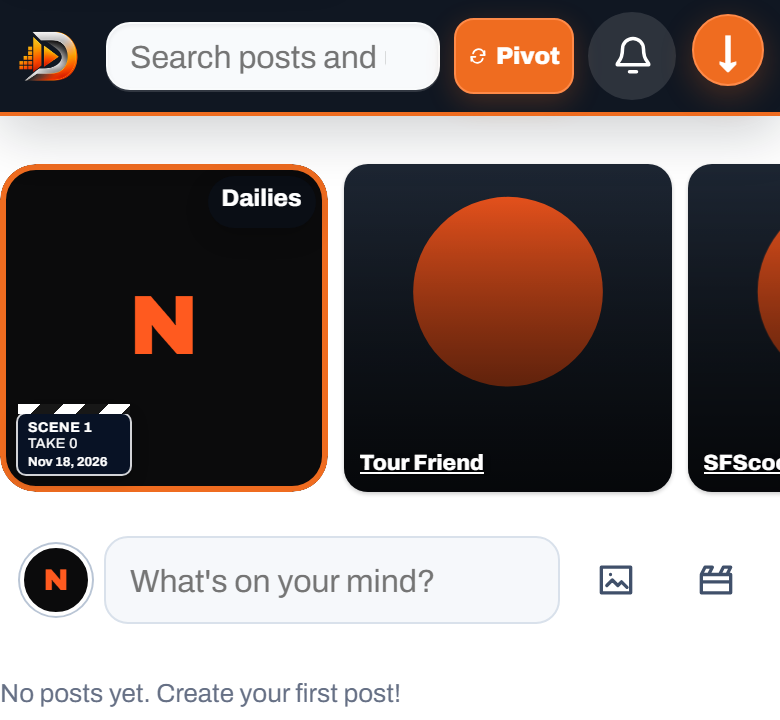 Search posts and
Pivot
Dailies
N
SCENE 1
TAKE 0
Nov 18, 2026
Tour Friend
N
What's on your mind?
No posts yet. Create your first post!